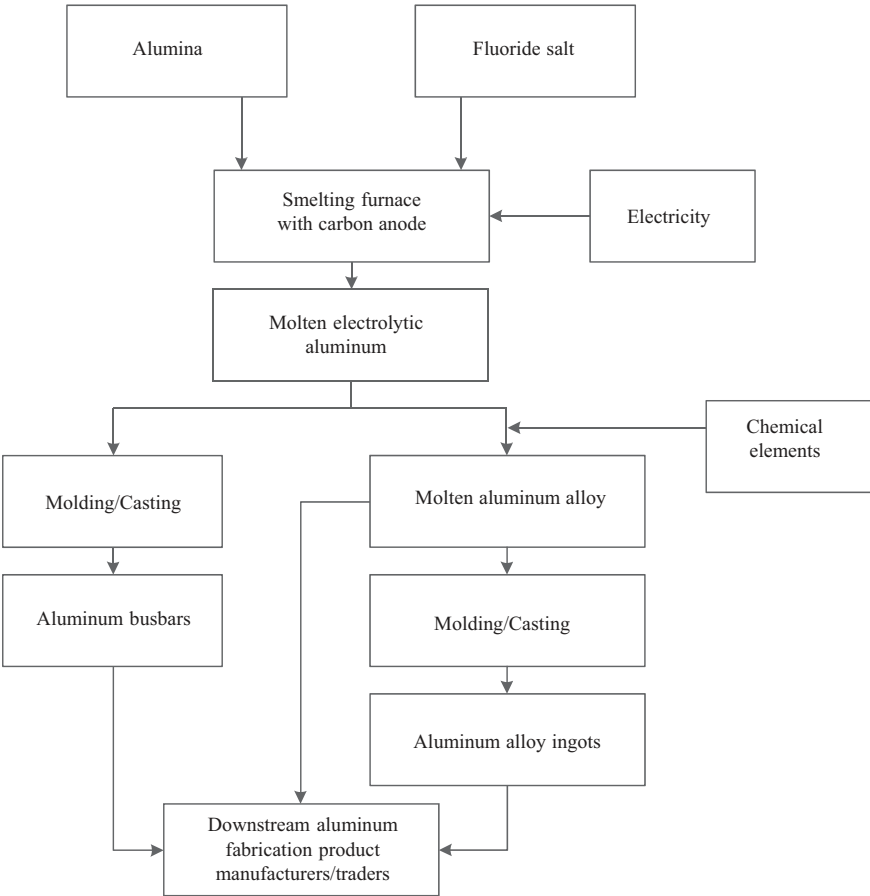 Alumina
Fluoride salt
Smelting furnace
with carbon anode
Electricity
Molten electrolytic
aluminum
Chemical
elements
Molding/Casting
Molten aluminum alloy
Aluminum busbars
Molding/Casting
Aluminum alloy ingots
Downstream aluminum
fabrication product
manufacturers/traders